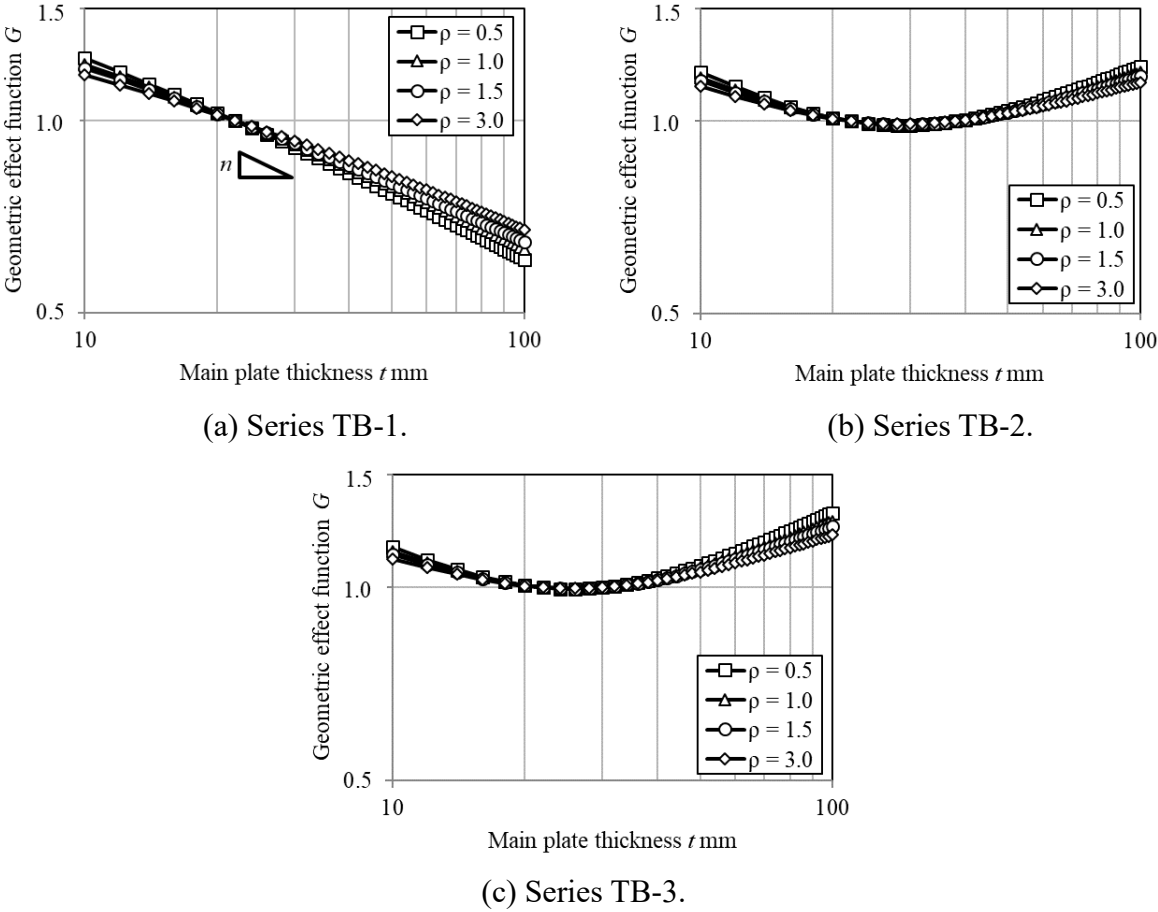 Geometric effect function G
1.5
1.0
0.5
ρ = 0.5
ρ = 1.0
ρ = 1.5
ρ = 3.0
n
10
100
Main plate thickness t mm
(a) Series TB-1.
Geometric effect function G
1.5
1.0
0.5
ρ = 0.5
ρ = 1.0
ρ = 1.5
ρ = 3.0
10
100
Main plate thickness t mm
(b) Series TB-2.
Geometric effect function G
1.5
1.0
0.5
ρ = 0.5
ρ = 1.0
ρ = 1.5
ρ = 3.0
10
100
Main plate thickness t mm
(c) Series TB-3.